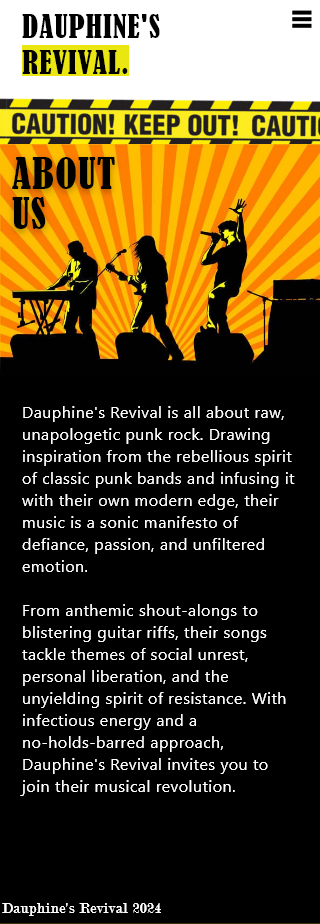 DAUPHINE'S
REVIVAL.
CAUTION! KEEP OUT! CAUTIO
ABOUT
US
Dauphine's Revival is all about raw,
unapologetic punk rock. Drawing
inspiration from the rebellious spirit
of classic punk bands and infusing it
with their own modern edge, their
music is a sonic manifesto of
defiance, passion, and unfiltered
emotion.
From anthemic shout-alongs to
blistering guitar riffs, their songs
tackle themes of social unrest,
personal liberation, and the
unyielding spirit of resistance. With
infectious energy and a
no-holds-barred approach,
Dauphine's Revival invites you to
join their musical revolution.
Dauphine's Revival 2024